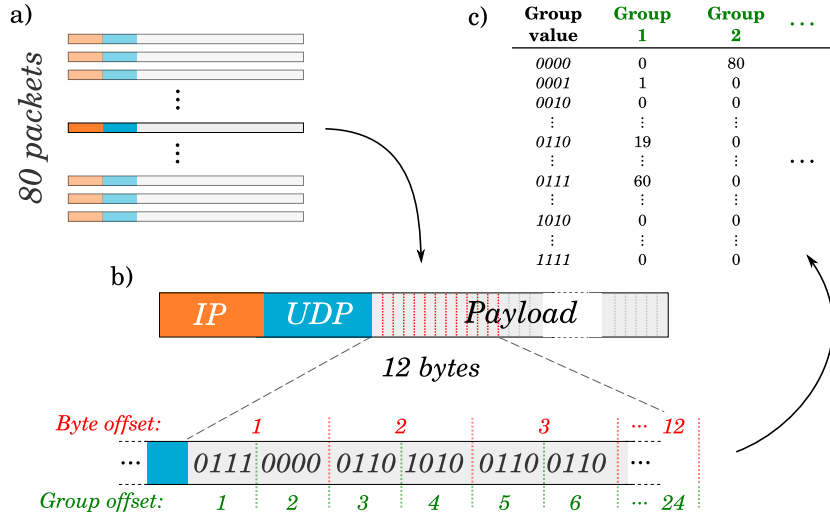 a)
80 packets
c)
Group value Group 1 Group 2 ...
0000 0 80
0001 1 0
0010 0 0
⋮ ⋮ ⋮
0110 19 0 ...
⋮ ⋮ ⋮
0111 60 0
⋮ ⋮ ⋮
1010 0 0
⋮ ⋮ ⋮
1111 0 0
b)
IP UDP Payload
12 bytes
Byte offset: 1 2 3 ... 12
... 0111 0000 0110 1010 0110 0110 ...
Group offset: 1 2 3 4 5 6 ... 24